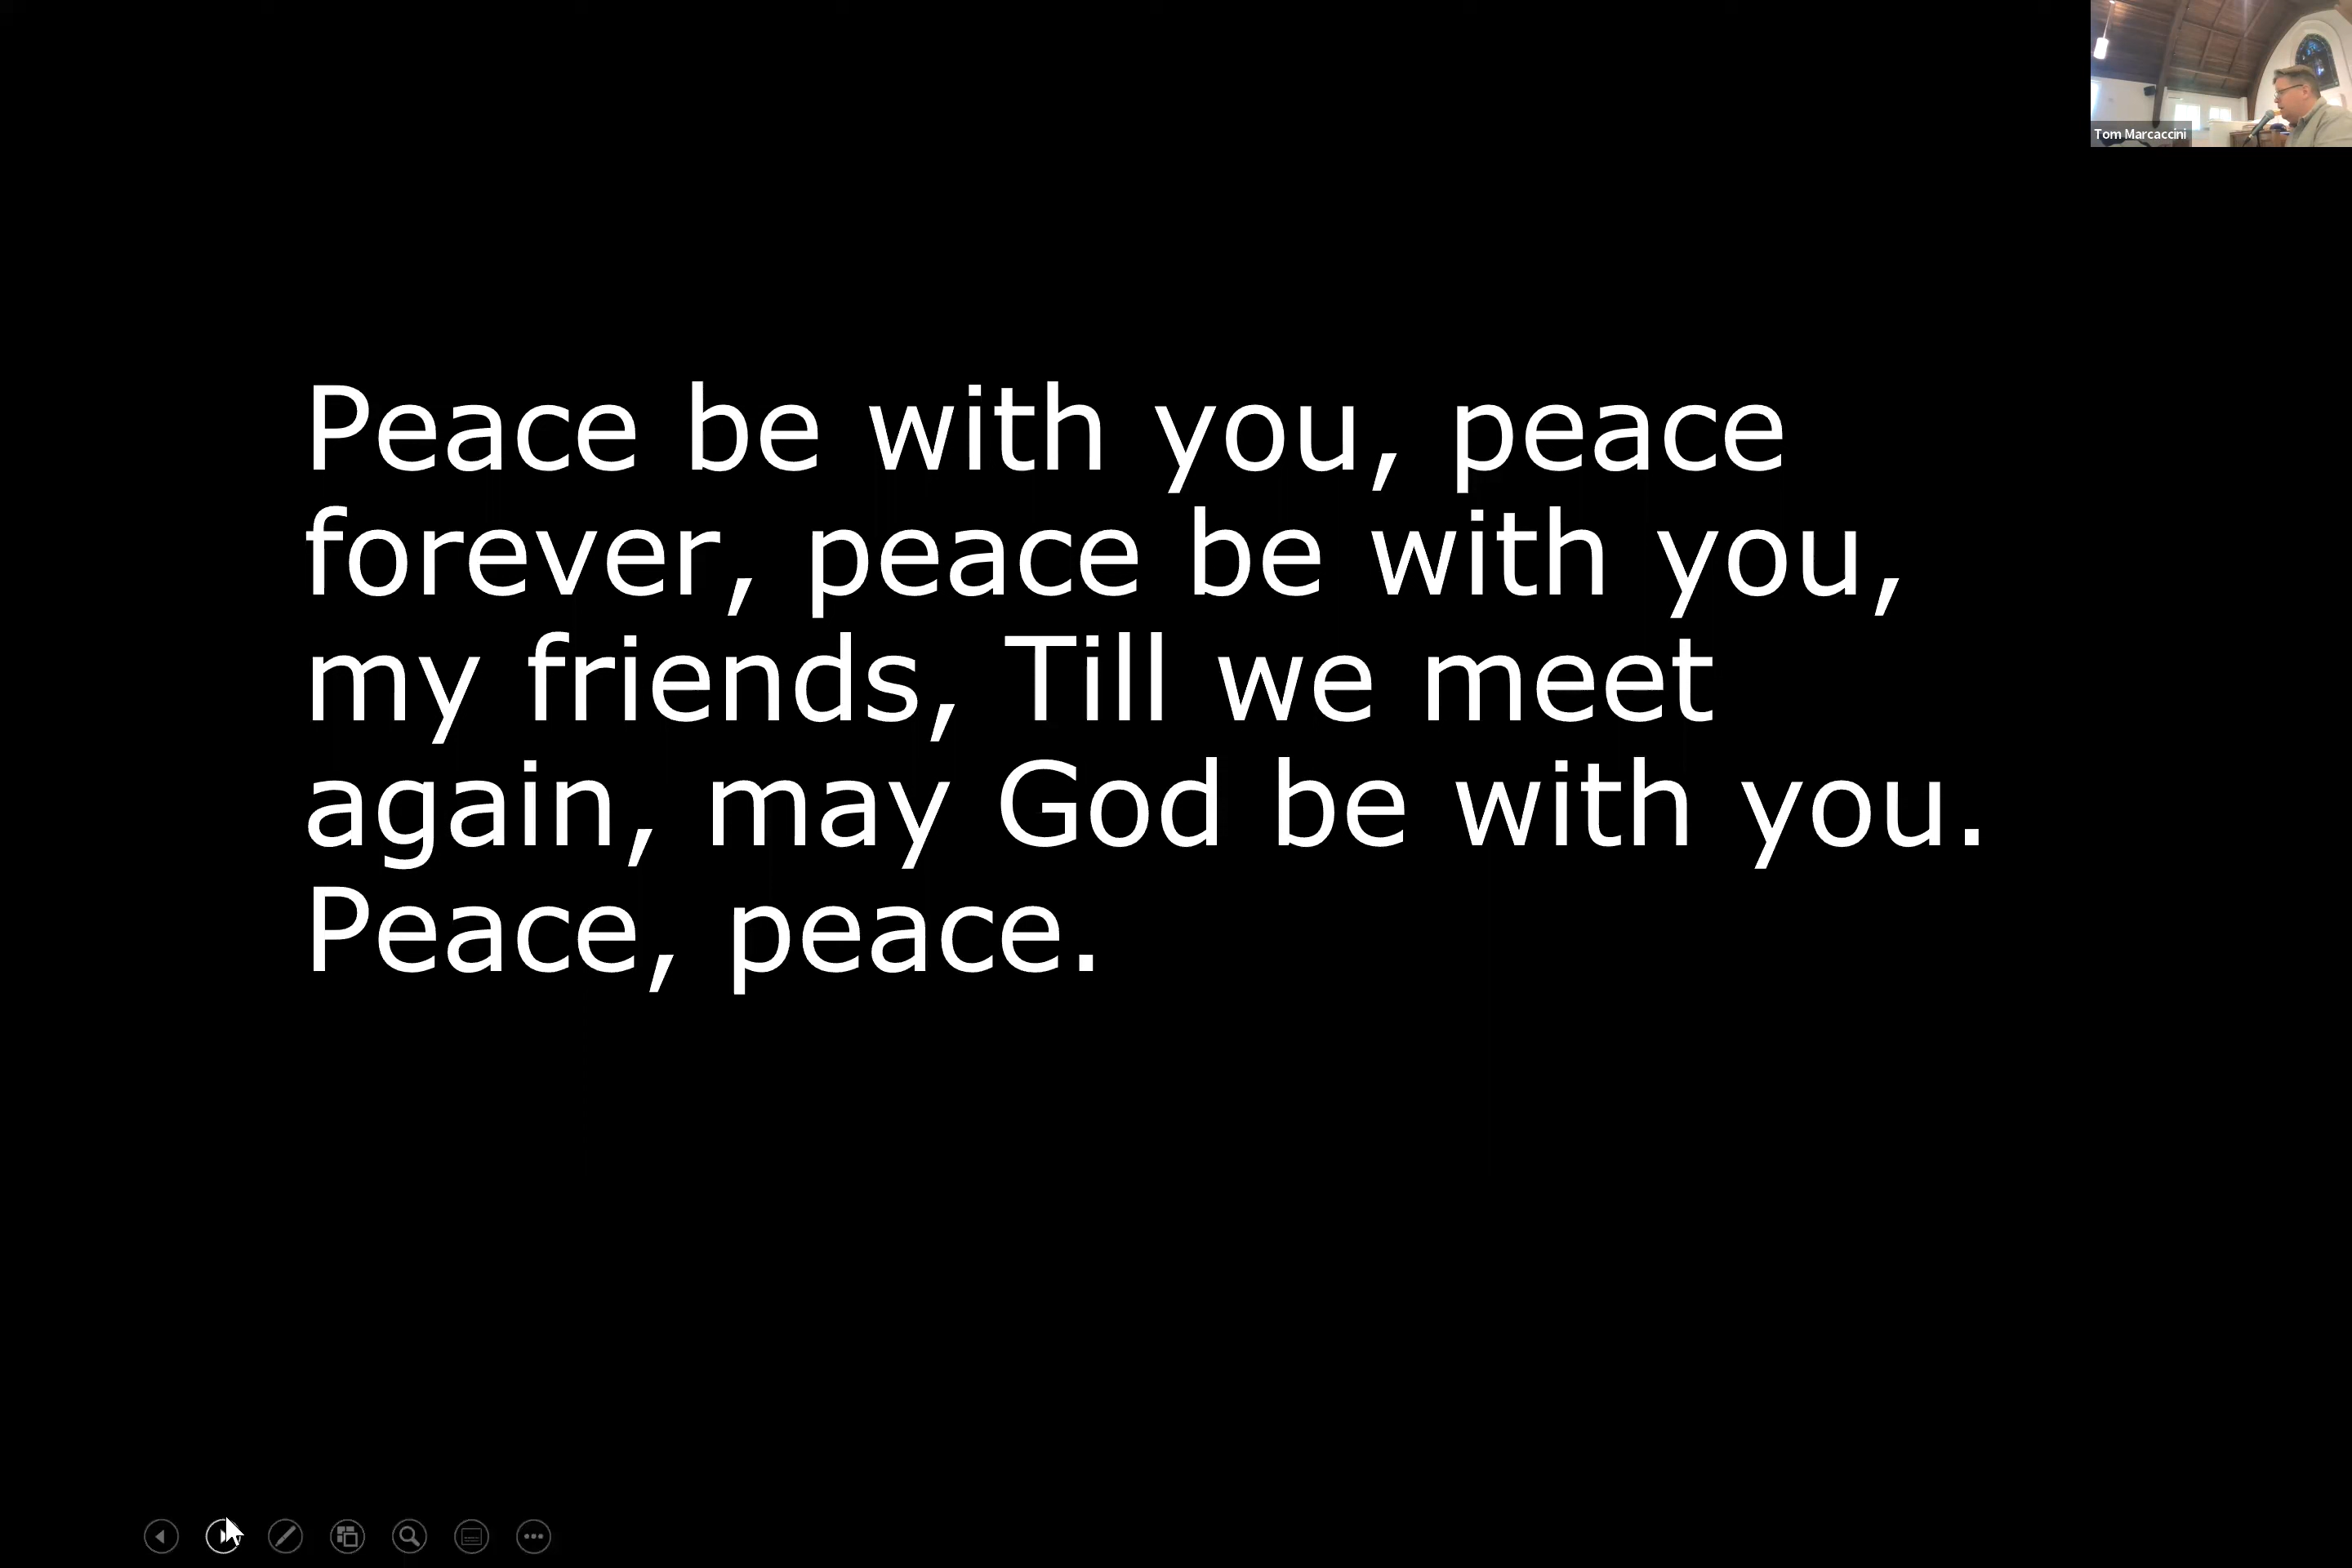 Tom Marcaccini
Peace be with you, peace
forever, peace be with you,
my friends, Till we meet
again, may God be with you.
Peace, peace.